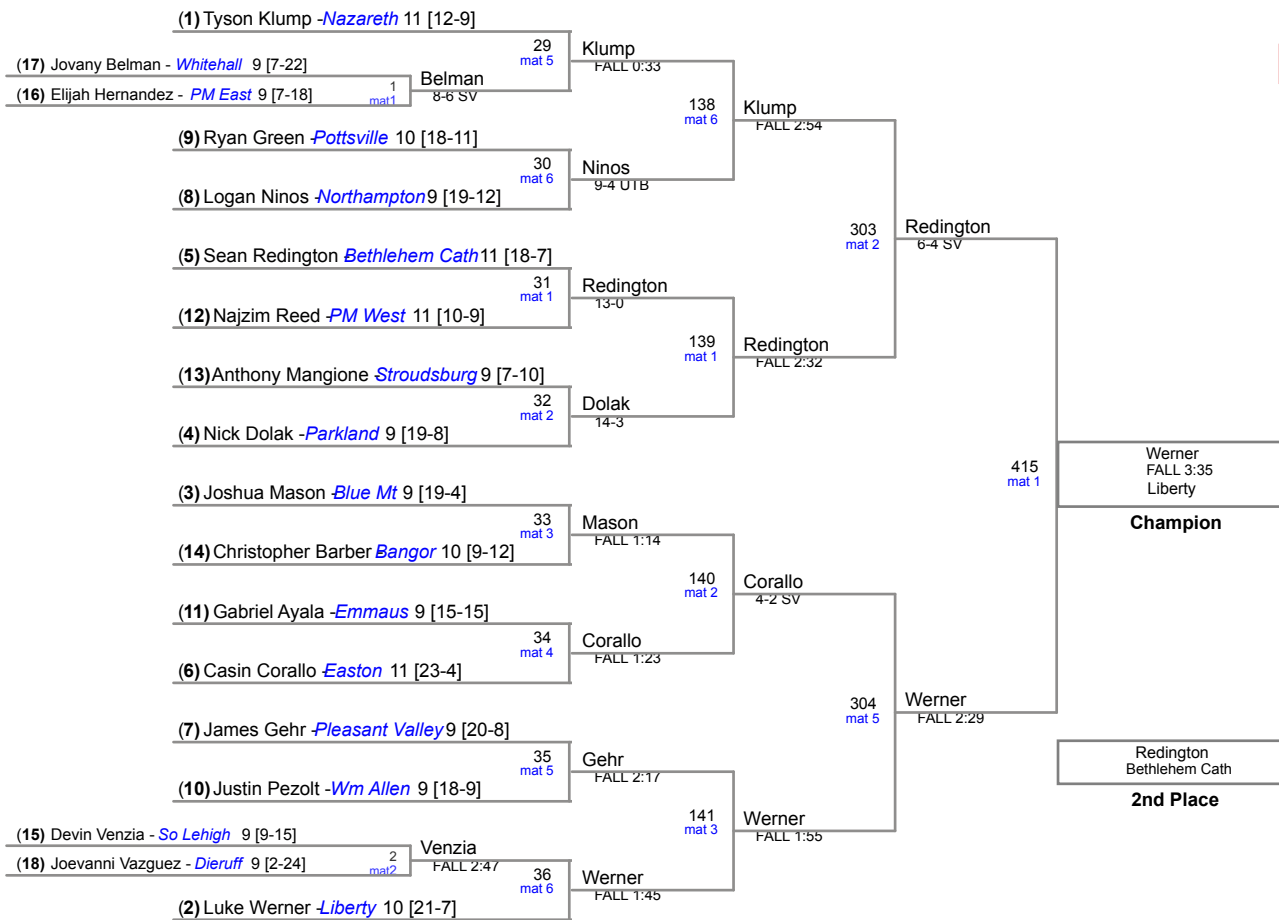 (1) Tyson Klump -Nazareth 11 [12-9]
29
mat 5
Klump
FALL 0:33
(17) Jovany Belman - Whitehall 9 [7-22]
1
mat1
Belman
8-6 SV
(16) Elijah Hernandez - PM East 9 [7-18]
138
mat 6
Klump
FALL 2:54
(9) Ryan Green -Pottsville 10 [18-11]
30
mat 6
Ninos
9-4 UTB
(8) Logan Ninos -Northampton 9 [19-12]
303
mat 2
Redington
6-4 SV
(5) Sean Redington -Bethlehem Cath 11 [18-7]
31
mat 1
Redington
13-0
(12) Najzim Reed -PM West 11 [10-9]
139
mat 1
Redington
FALL 2:32
(13) Anthony Mangione -Stroudsburg 9 [7-10]
32
mat 2
Dolak
14-3
(4) Nick Dolak -Parkland 9 [19-8]
415
mat 1
Werner
FALL 3:35
Liberty
Champion
(3) Joshua Mason -Blue Mt 9 [19-4]
33
mat 3
Mason
FALL 1:14
(14) Christopher Barber -Bangor 10 [9-12]
140
mat 2
Corallo
4-2 SV
(11) Gabriel Ayala -Emmaus 9 [15-15]
34
mat 4
Corallo
FALL 1:23
(6) Casin Corallo -Easton 11 [23-4]
304
mat 5
Werner
FALL 2:29
(7) James Gehr -Pleasant Valley 9 [20-8]
35
mat 5
Gehr
FALL 2:17
(10) Justin Pezolt -Wm Allen 9 [18-9]
Redington
Bethlehem Cath
2nd Place
141
mat 3
Werner
FALL 1:55
(15) Devin Venzia - So Lehigh 9 [9-15]
2
mat2
Venzia
FALL 2:47
(18) Joevanni Vazguez - Dieruff 9 [2-24]
36
mat 6
Werner
FALL 1:45
(2) Luke Werner -Liberty 10 [21-7]